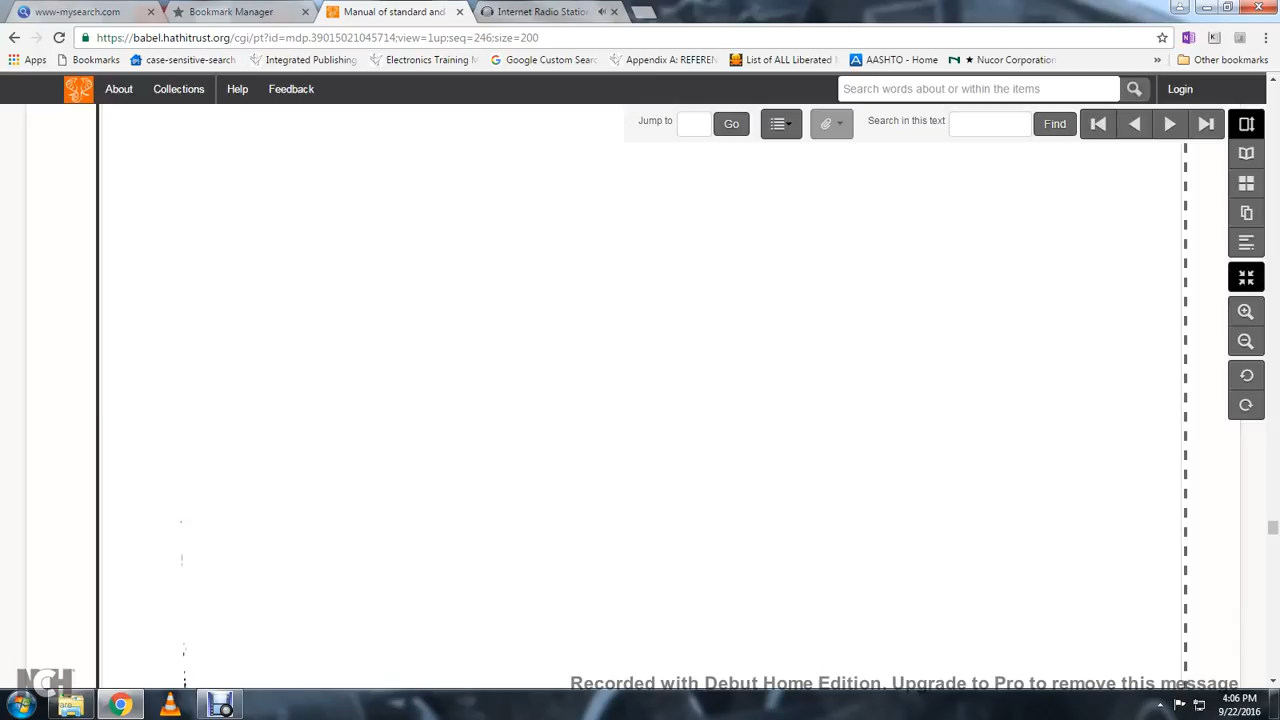 www-mysearch.com
Bookmark Manager
Manual of standard and
Internet Radio Station
https://babel.hathitrust.org/cgi/pt?id=mdp.39015021045714;view=1up;seq=246;size=200
Apps
Bookmarks
case-sensitive-search
Integrated Publishing
Electronics Training M
Google Custom Searc
Appendix A: REFEREN
List of ALL Liberated
AASHTO - Home
★ Nucor Corporation
»
Other bookmarks
About
Collections
Help
Feedback
Search words about or within the items
Login
Jump to
Go
Search in this text
Find
Recorded with Debut Home Edition. Upgrade to Pro to remove this message
NCH
4:06 PM
9/22/2016